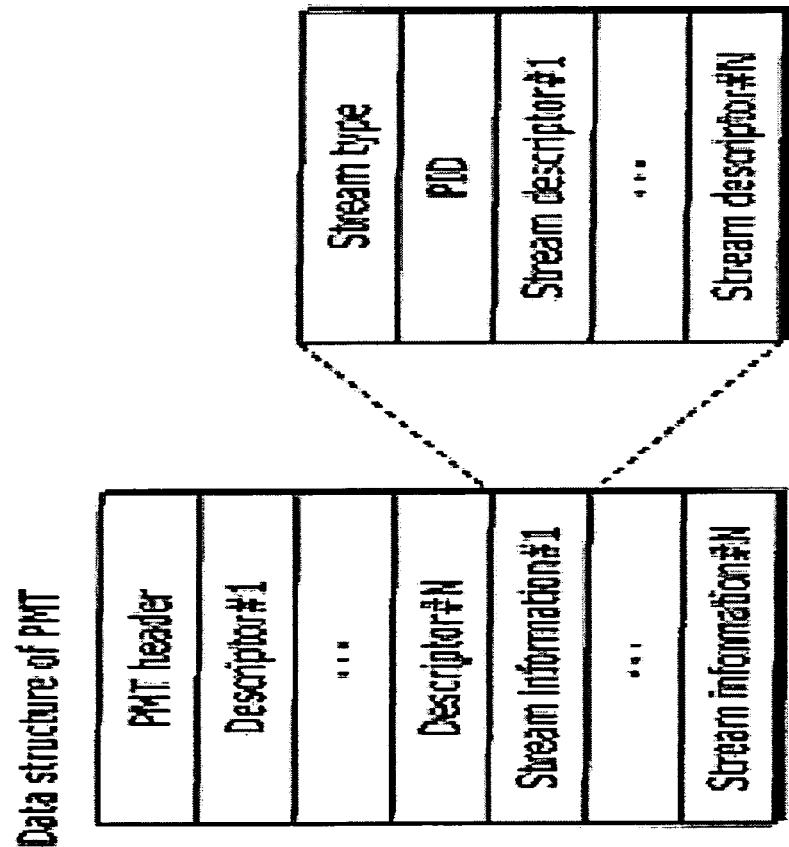 Data structure of PMT
PMT header
Descriptor#1
...
Descriptor#N
Stream Information#1
...
Stream information#N
Stream type
PID
Stream descriptor#1
...
Stream descriptor#N